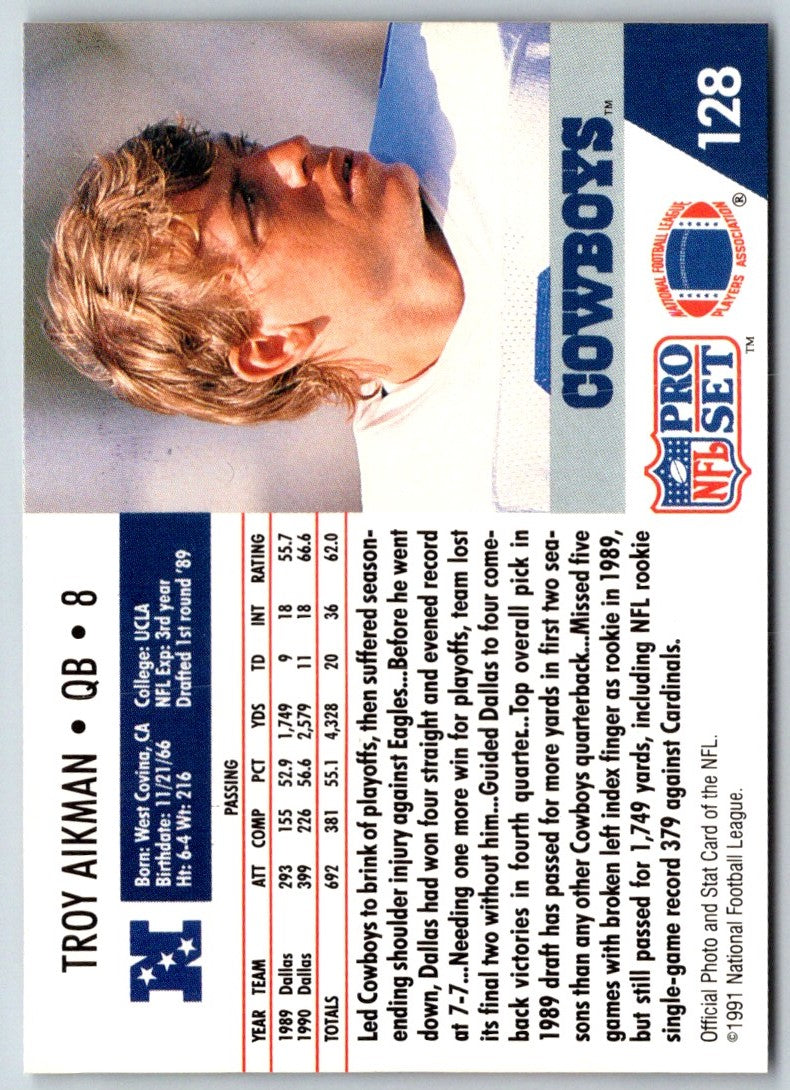 TROY AIKMAN • QB • 8
N
Born: West Covina, CA College: UCLA
Birthdate: 11/21/66 NFL Exp: 3rd year
Ht: 6-4 Wt: 216 Drafted 1st round '89
PASSING
YEAR TEAM ATT COMP PCT YDS TD INT RATING
1989 Dallas 293 155 52.9 1,749 9 18 55.7
1990 Dallas 399 226 56.6 2,579 11 18 66.6
TOTALS 692 381 55.1 4,328 20 36 62.0
Led Cowboys to brink of playoffs, then suffered season-
ending shoulder injury against Eagles...Before he went
down, Dallas had won four straight and evened record
at 7-7...Needing one more win for playoffs, team lost
its final two without him...Guided Dallas to four come-
back victories in fourth quarter...Top overall pick in
1989 draft has passed for more yards in first two sea-
sons than any other Cowboys quarterback...Missed five
games with broken left index finger as rookie in 1989,
but still passed for 1,749 yards, including NFL rookie
single-game record 379 against Cardinals.
Official Photo and Stat Card of the NFL.
©1991 National Football League.
COWBOYS™
PRO
NFL SET™
NATIONAL FOOTBALL LEAGUE
PLAYERS ASSOCIATION®
128